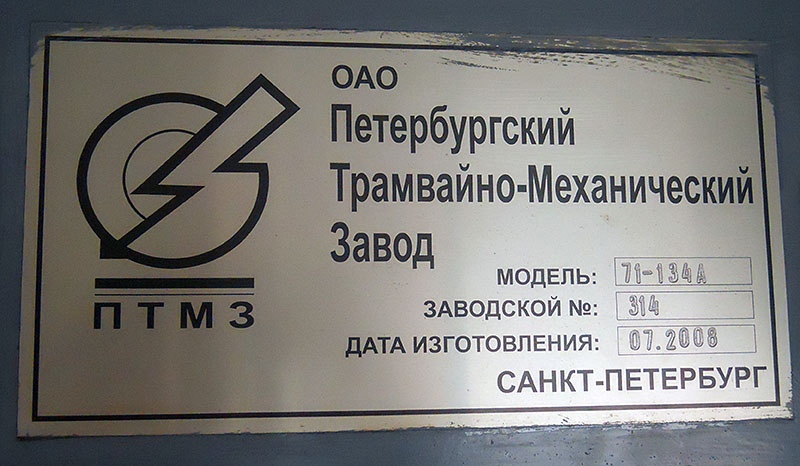 ОАО
Петербургский
Трамвайно-Механический
Завод
ПТМЗ
МОДЕЛЬ: 71-134А
ЗАВОДСКОЙ №: 314
ДАТА ИЗГОТОВЛЕНИЯ: 07.2008
САНКТ-ПЕТЕРБУРГ